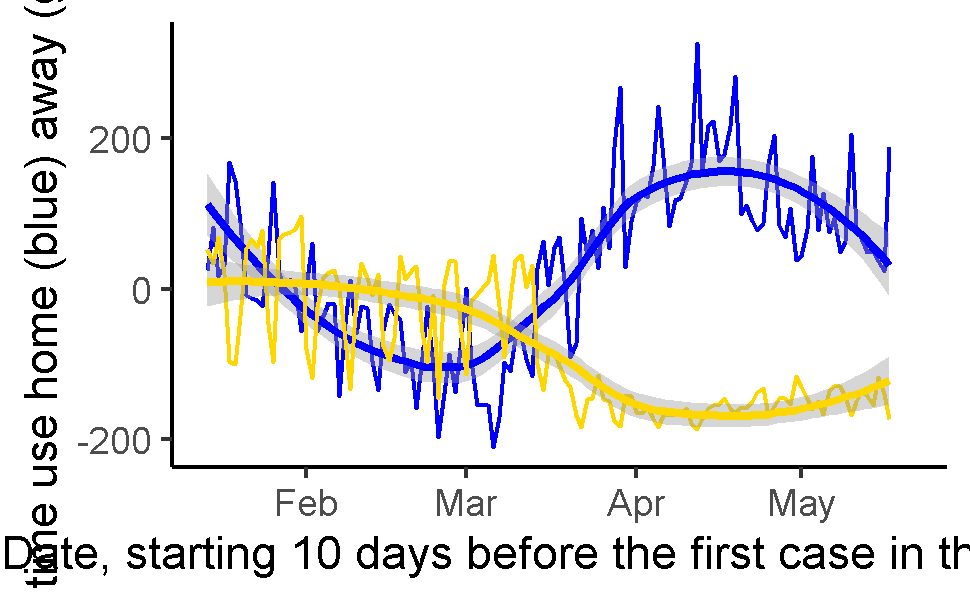 time use home (blue) away (
200
0
-200
Feb Mar Apr May
Date, starting 10 days before the first case in th